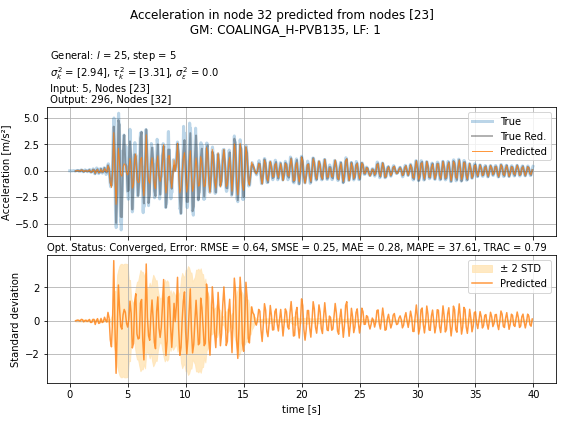 Acceleration in node 32 predicted from nodes [23]
GM: COALINGA_H-PVB135, LF: 1
General: l = 25, step = 5
σ²ₖ = [2.94], τ²ₖ = [3.31], σ²ε = 0.0
Input: 5, Nodes [23]
Output: 296, Nodes [32]
Acceleration [m/s²]
5.0
2.5
0.0
−2.5
−5.0
True
True Red.
Predicted
Opt. Status: Converged, Error: RMSE = 0.64, SMSE = 0.25, MAE = 0.28, MAPE = 37.61, TRAC = 0.79
Standard deviation
2
0
−2
± 2 STD
Predicted
0 5 10 15 20 25 30 35 40
time [s]